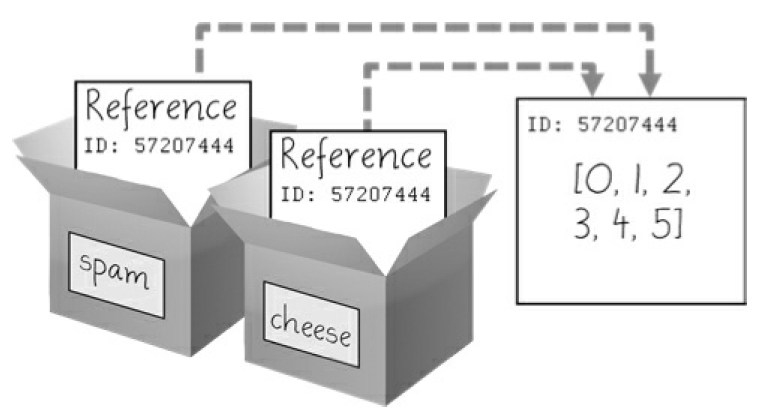 Reference
ID: 57207444
spam
Reference
ID: 57207444
cheese
ID: 57207444
[0, 1, 2,
3, 4, 5]